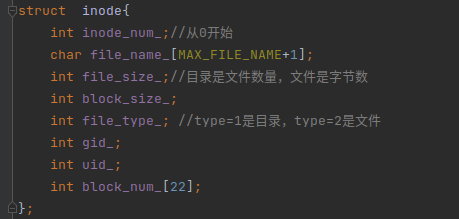 struct  inode{
int inode_num_;//从0开始
char file_name_[MAX_FILE_NAME+1];
int file_size_;//目录是文件数量，文件是字节数
int block_size_;
int file_type_; //type=1是目录，type=2是文件
int gid_;
int uid_;
int block_num_[22];
};